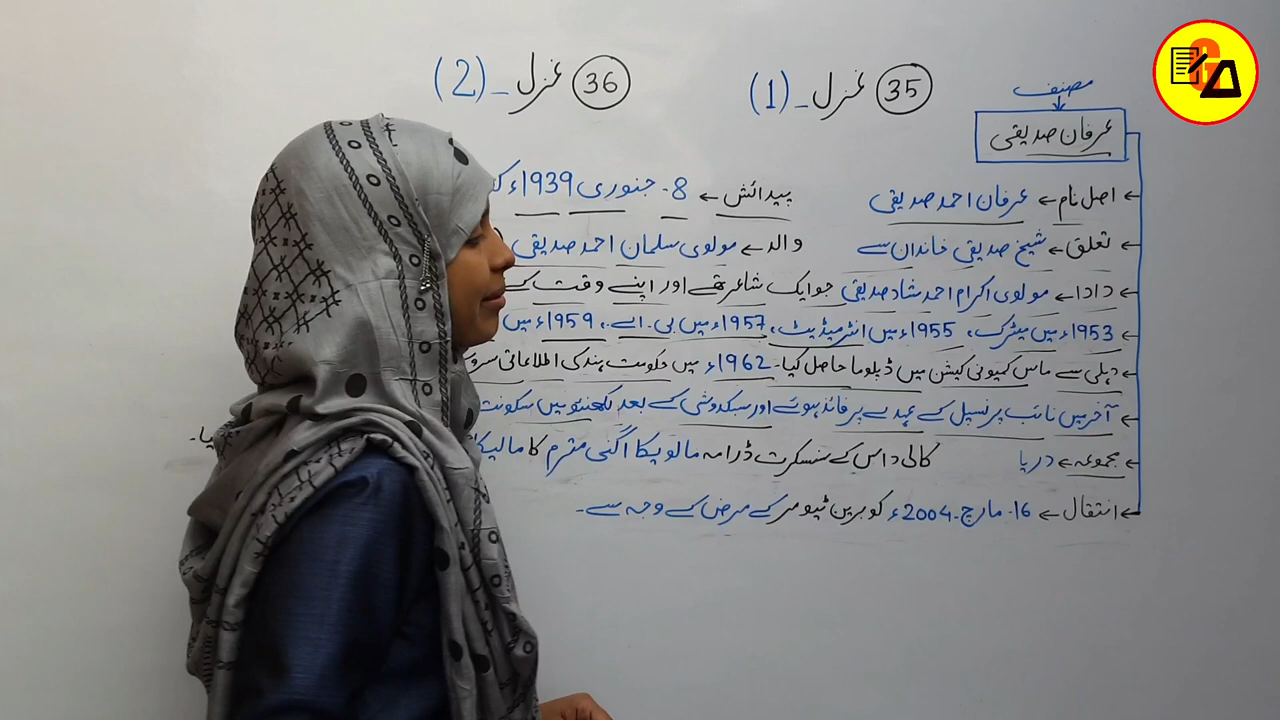 مصنف
عرفان صدیقی
35 غزل ۔ (1)
36 غزل ۔ (2)
اصل نام ← عرفان احمد صدیقی
پیدائش ← 8۔ جنوری 1939ء
تعلق ← شیخ صدیقی خاندان سے
والد ← مولوی سلمان احمد صدیقی
دادا ← مولوی اکرام احمد شاد صدیقی جو ایک شاعر تھے اور اپنے وقت کے
1953ء میں میٹرک، 1955ء میں انٹرمیڈیٹ، 1957ء میں بی۔اے۔، 1959ء میں
دہلی سے ماس کمیونی کیشن میں ڈپلوما حاصل کیا۔ 1962ء میں حکومت ہند کی اطلاعاتی
آخر میں نائب پرنسپل کے عہدے پر فائز ہوئے اور سبکدوشی کے بعد لکھنؤ میں سکونت
مجموعہ ← دریا کالی داس کے سنسکرت ڈرامہ مالویکا اگنی مترم کا
انتقال ← 16۔ مارچ۔ 2004ء کو برین ٹیومر کے مرض کے وجہ سے۔